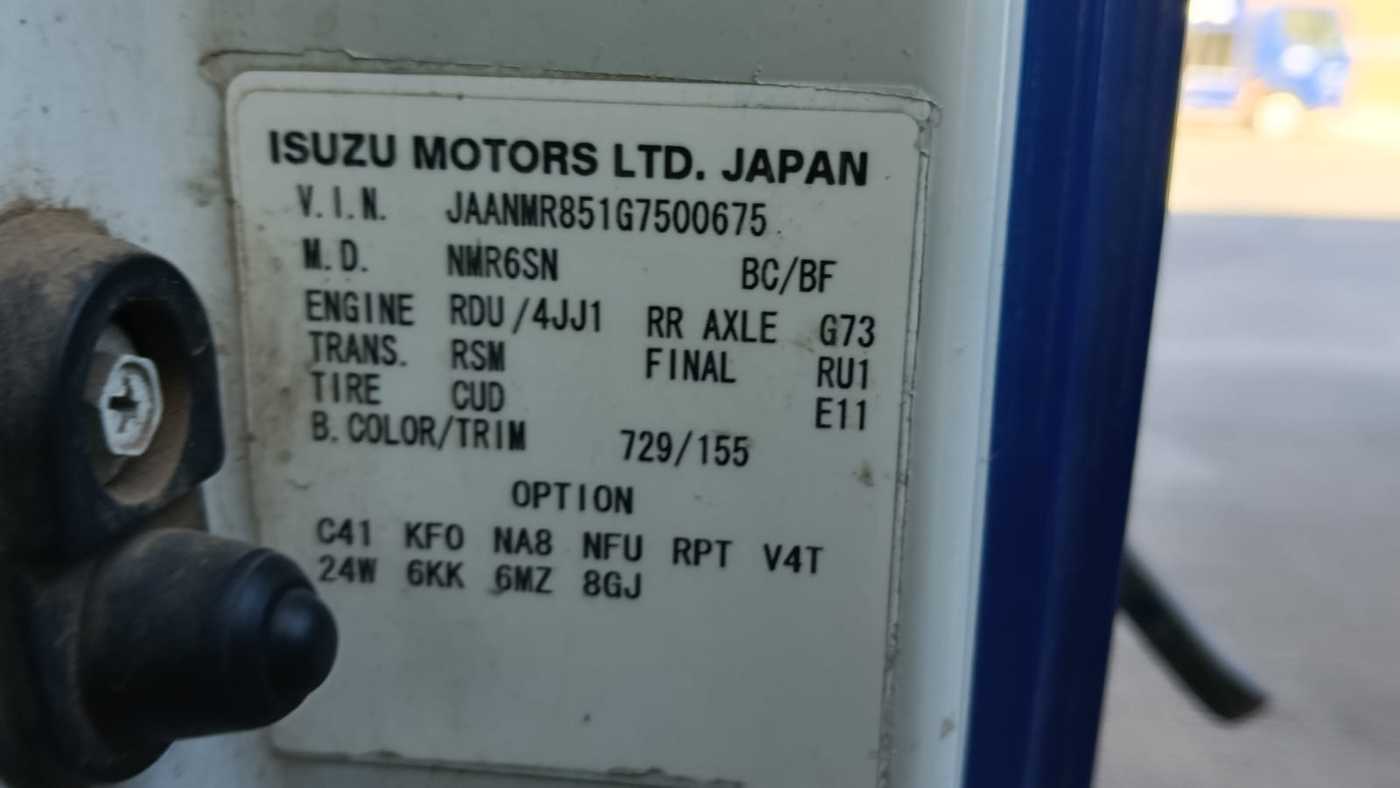 ISUZU MOTORS LTD. JAPAN
V.I.N. JAANMR851G7500675
M.D. NMR6SN BC/BF
ENGINE RDU/4JJ1 RR AXLE G73
TRANS. RSM FINAL RU1
TIRE CUD E11
B.COLOR/TRIM 729/155
OPTION
C41 KFO NA8 NFU RPT V4T
24W 6KK 6MZ 8GJ